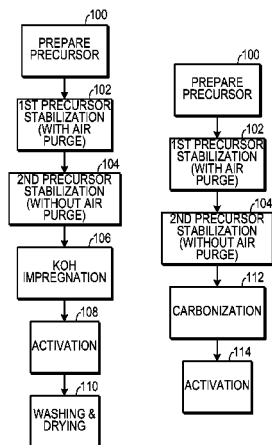 100
PREPARE
PRECURSOR
102
1ST PRECURSOR
STABILIZATION
(WITH AIR
PURGE)
104
2ND PRECURSOR
STABILIZATION
(WITHOUT AIR
PURGE)
106
KOH
IMPREGNATION
108
ACTIVATION
110
WASHING &
DRYING
100
PREPARE
PRECURSOR
102
1ST PRECURSOR
STABILIZATION
(WITH AIR
PURGE)
104
2ND PRECURSOR
STABILIZATION
(WITHOUT AIR
PURGE)
112
CARBONIZATION
114
ACTIVATION